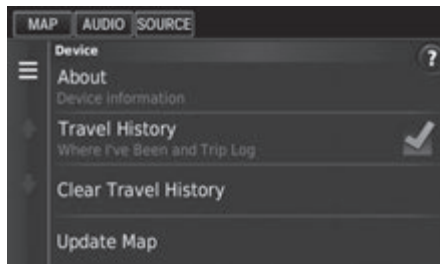 MAP AUDIO SOURCE
Device
?
About
Device information
Travel History
Where I've Been and Trip Log
Clear Travel History
Update Map